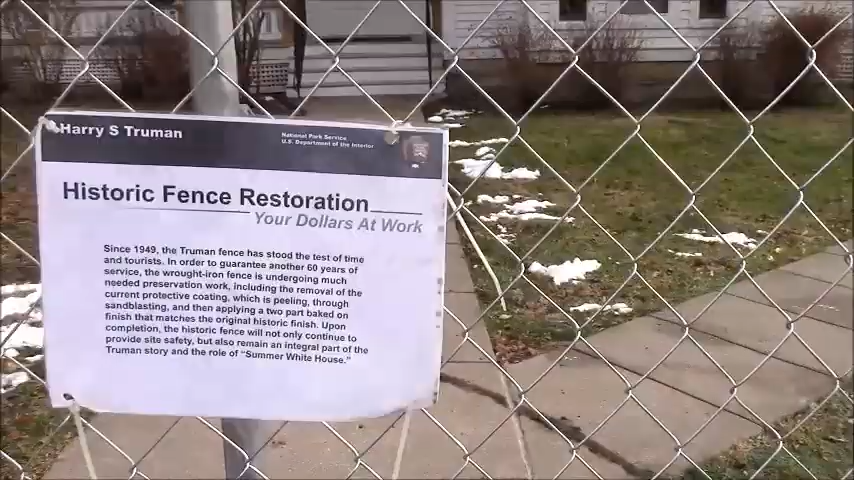 Harry S Truman
National Park Service
U.S. Department of the Interior
Historic Fence Restoration
Your Dollars At Work
Since 1949, the Truman fence has stood the test of time
and tourists. In order to guarantee another 60 years of
service, the wrought-iron fence is undergoing much
needed preservation work, including the removal of the
current protective coating, which is peeling, through
sandblasting, and then applying a two part baked on
finish that matches the original historic finish. Upon
completion, the historic fence will not only continue to
provide site safety, but also remain an integral part of the
Truman story and the role of "Summer White House."